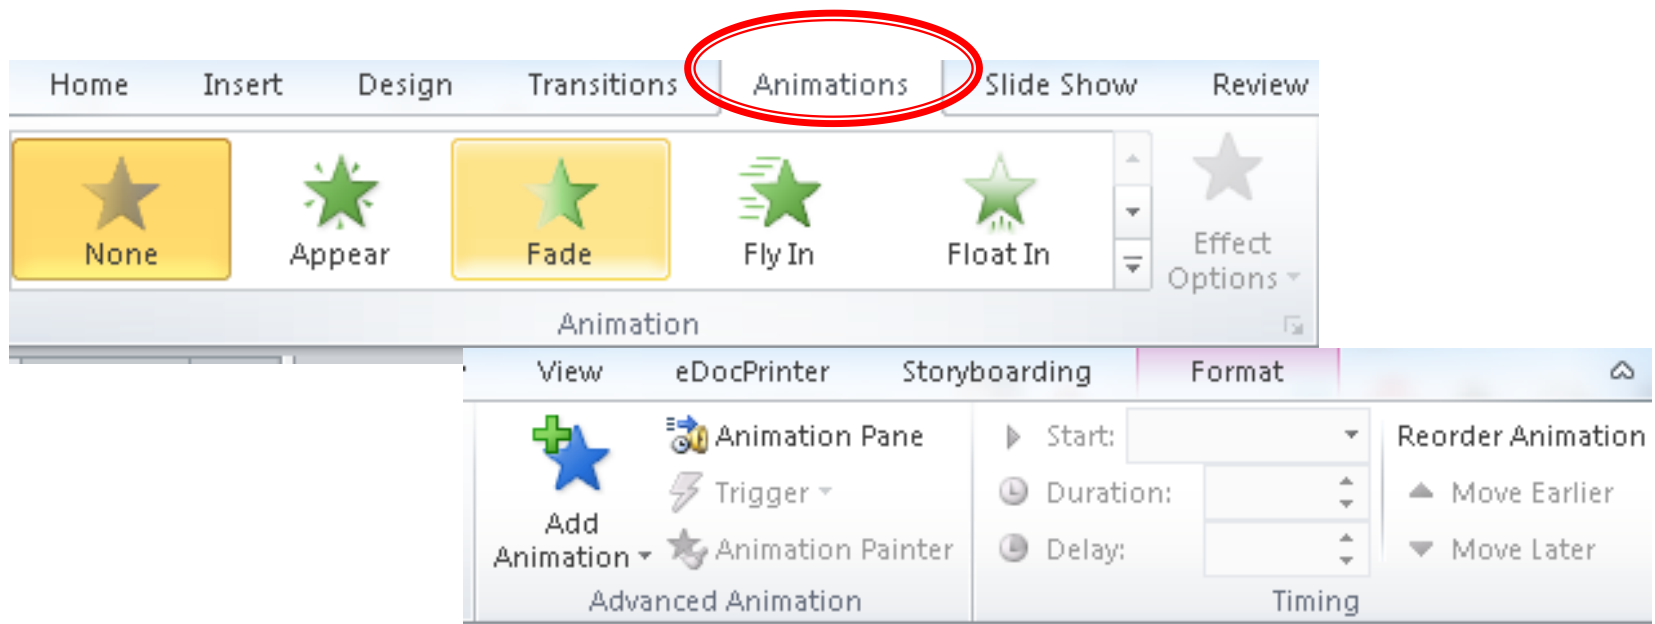 Home Insert Design Transitions Animations Slide Show Review
None Appear Fade Fly In Float In Effect Options
Animation
View eDocPrinter Storyboarding Format
Add Animation
Animation Pane
Trigger
Animation Painter
Advanced Animation
Start:
Duration:
Delay:
Reorder Animation
Move Earlier
Move Later
Timing